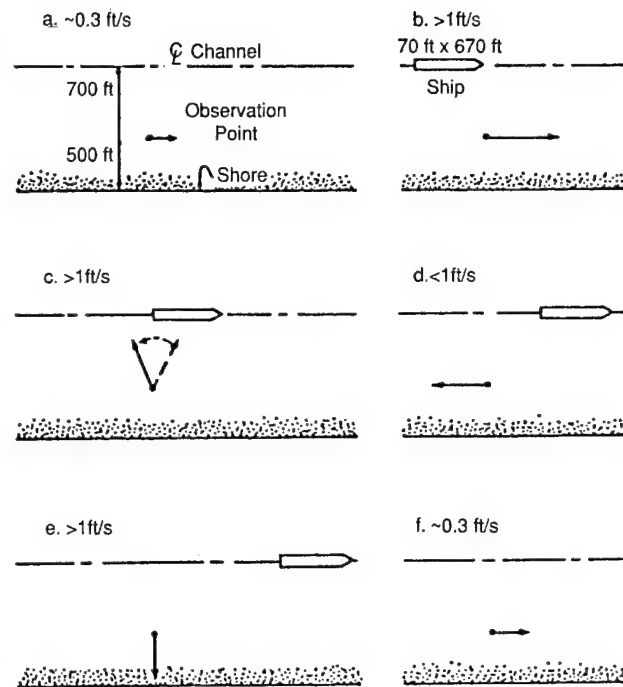 a. ~0.3 ft/s
℄ Channel
700 ft
Observation
Point
500 ft
Shore
b. >1ft/s
70 ft x 670 ft
Ship
c. >1ft/s
d.<1ft/s
e. >1ft/s
f. ~0.3 ft/s